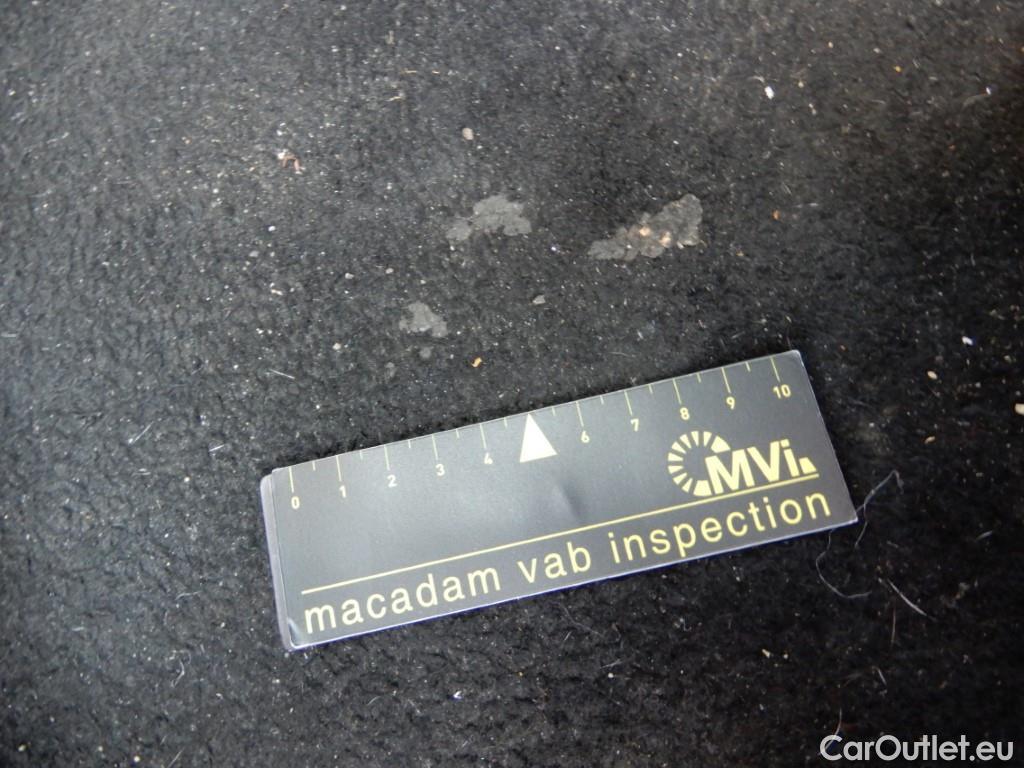 0 1 2 3 4 6 7 8 9 10
MVi
macadam vab inspection
CarOutlet.eu